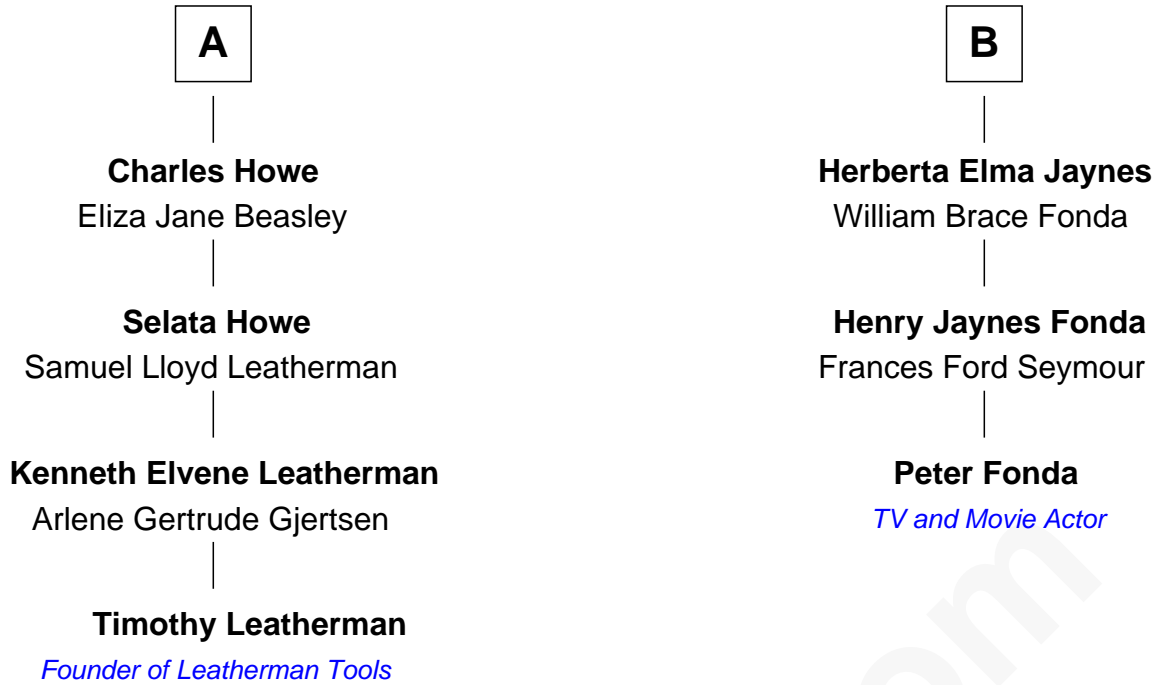 A
Charles Howe
Eliza Jane Beasley
Selata Howe
Samuel Lloyd Leatherman
Kenneth Elvene Leatherman
Arlene Gertrude Gjertsen
Timothy Leatherman
Founder of Leatherman Tools
B
Herberta Elma Jaynes
William Brace Fonda
Henry Jaynes Fonda
Frances Ford Seymour
Peter Fonda
TV and Movie Actor
om